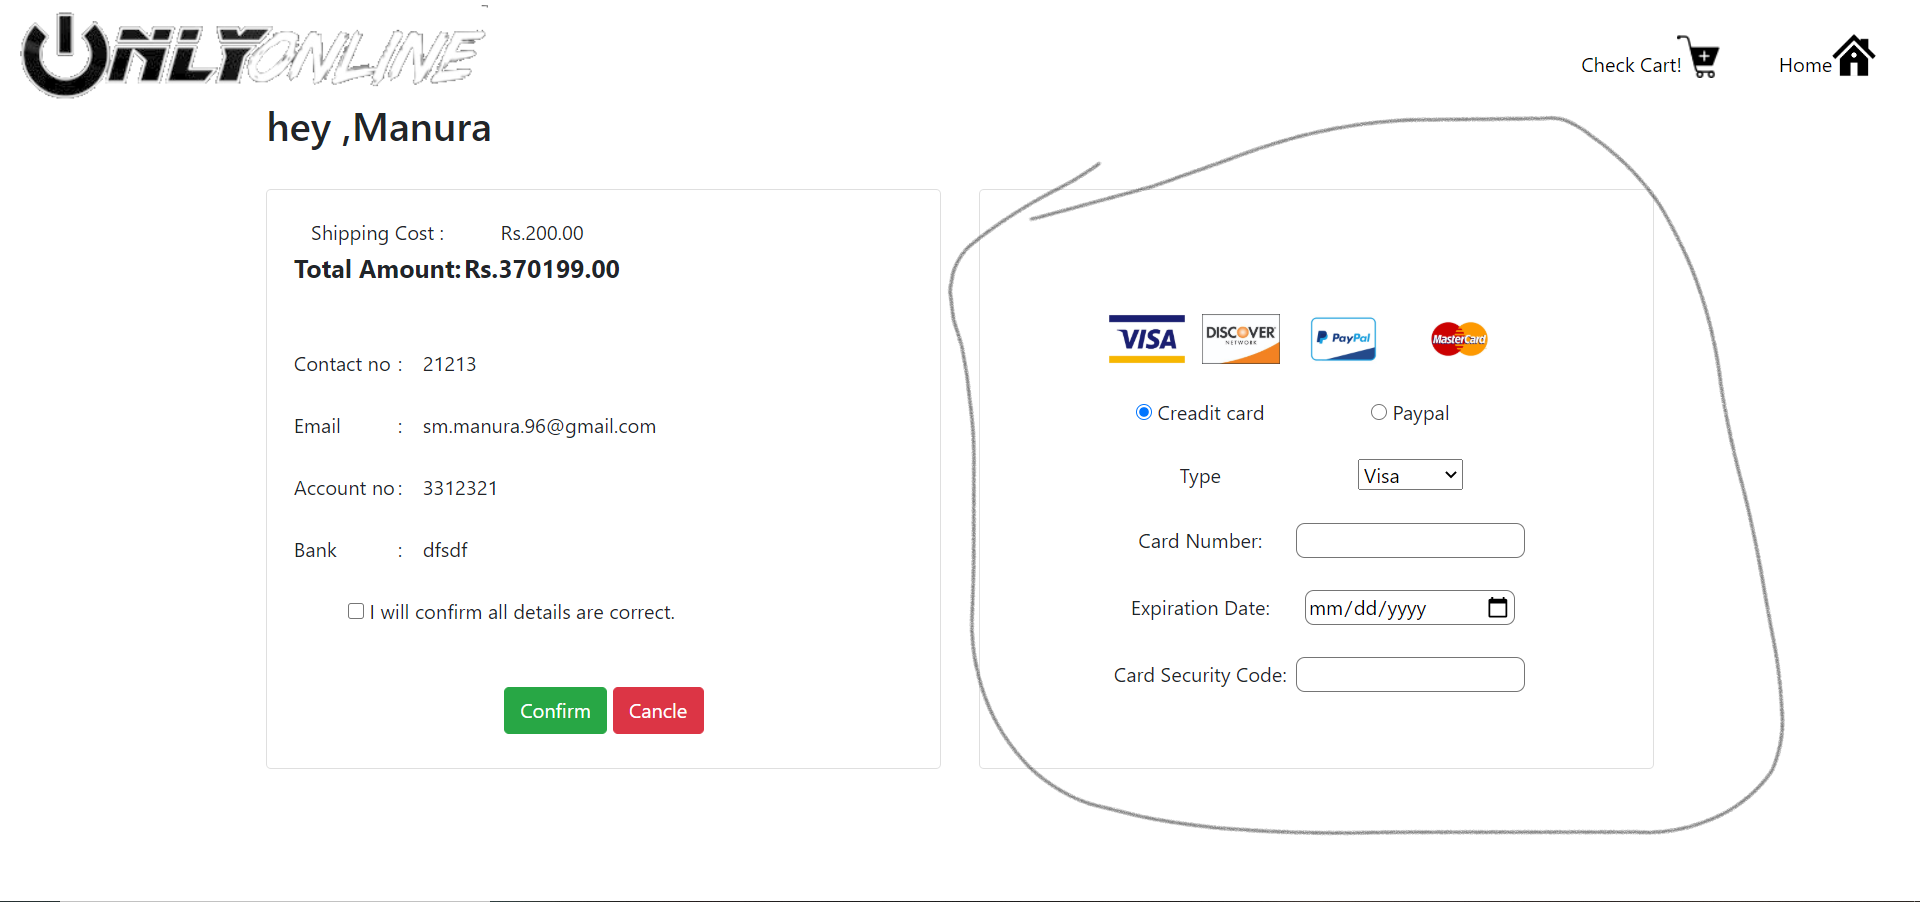 ONLYONLINE
Check Cart!
Home
hey ,Manura
Shipping Cost : Rs.200.00
Total Amount: Rs.370199.00
Contact no : 21213
Email : sm.manura.96@gmail.com
Account no : 3312321
Bank : dfsdf
I will confirm all details are correct.
Confirm Cancle
VISA DISCOVER NETWORK PayPal MasterCard
Creadit card Paypal
Type Visa
Card Number:
Expiration Date: mm/dd/yyyy
Card Security Code: